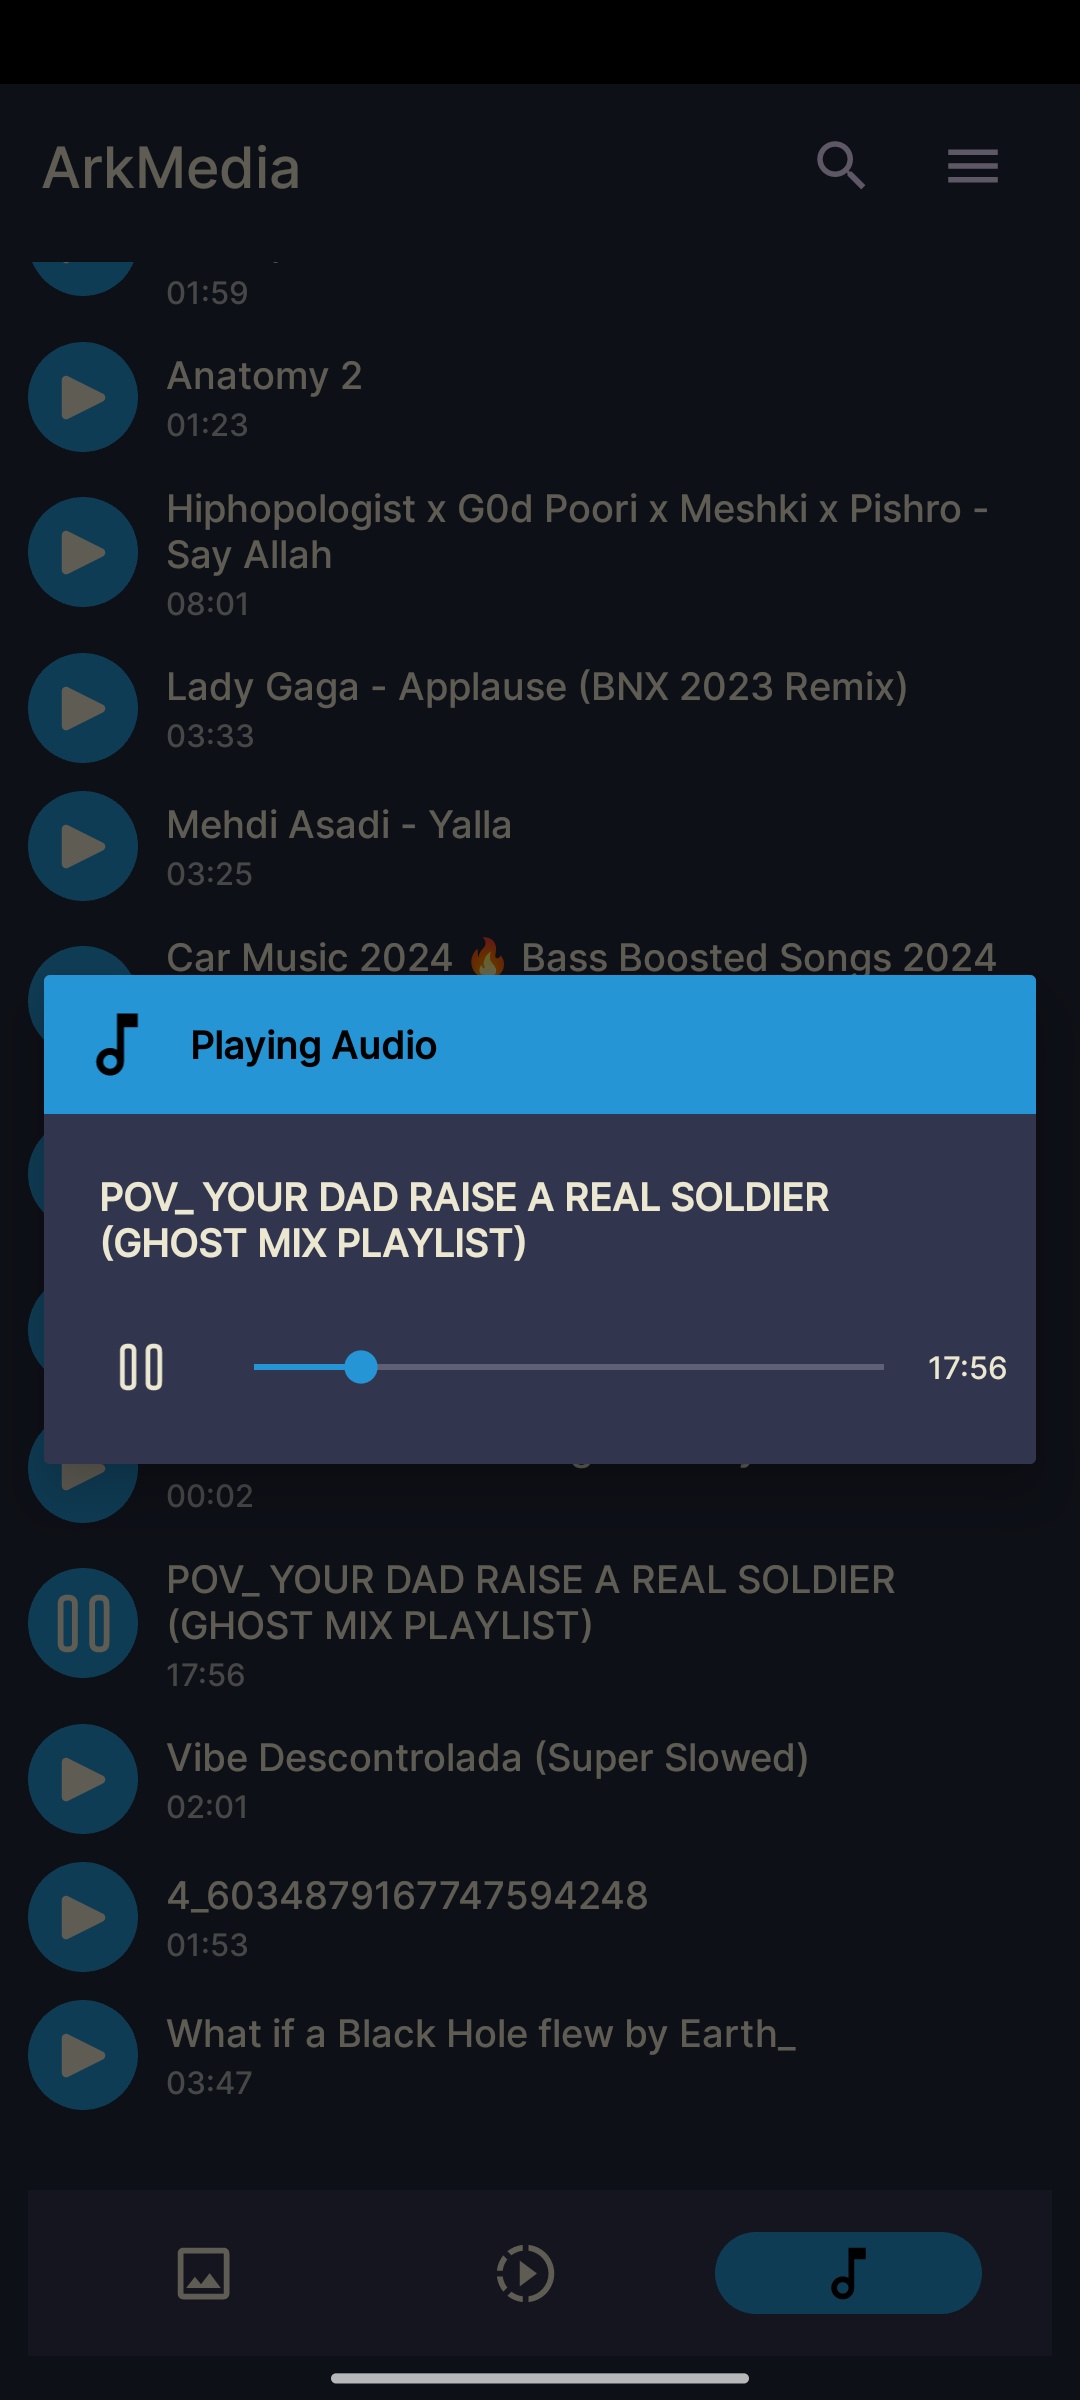 ArkMedia
01:59
Anatomy 2
01:23
Hiphopologist x G0d Poori x Meshki x Pishro -
Say Allah
08:01
Lady Gaga - Applause (BNX 2023 Remix)
03:33
Mehdi Asadi - Yalla
03:25
Car Music 2024 🔥 Bass Boosted Songs 2024
Playing Audio
POV_ YOUR DAD RAISE A REAL SOLDIER
(GHOST MIX PLAYLIST)
17:56
00:02
POV_ YOUR DAD RAISE A REAL SOLDIER
(GHOST MIX PLAYLIST)
17:56
Vibe Descontrolada (Super Slowed)
02:01
4_6034879167747594248
01:53
What if a Black Hole flew by Earth_
03:47